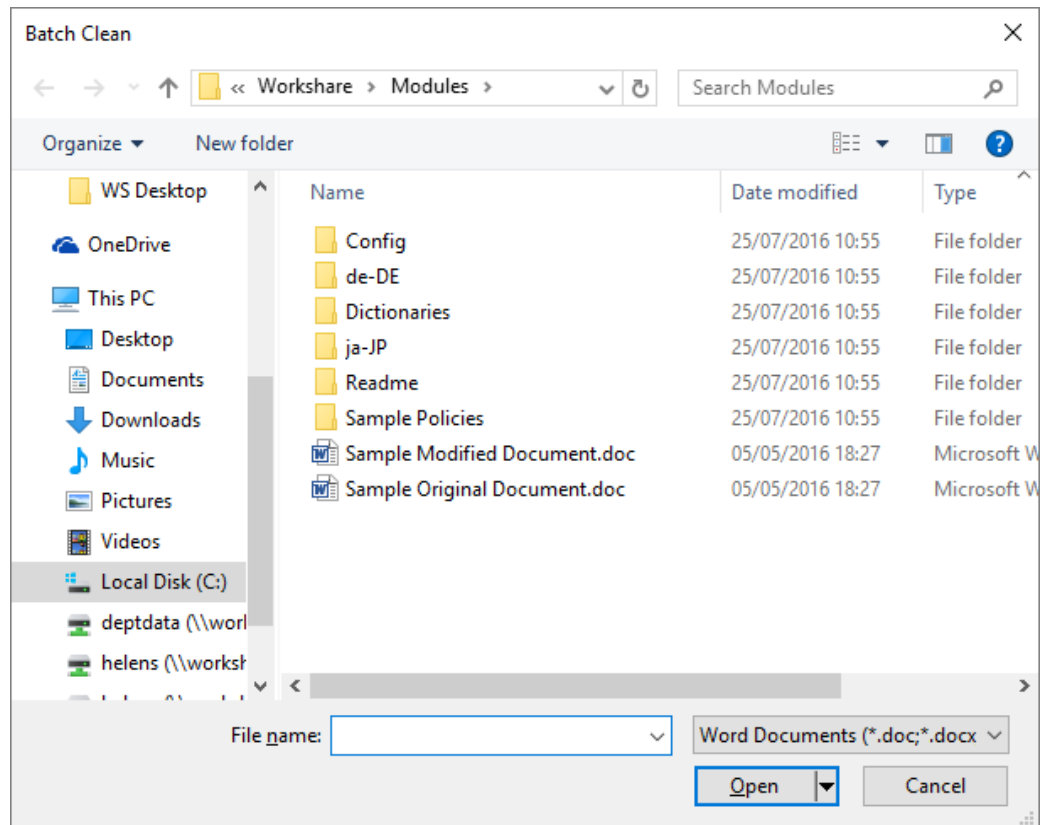 Batch Clean
« Workshare > Modules >
Search Modules
Organize
New folder
?
WS Desktop
OneDrive
This PC
Desktop
Documents
Downloads
Music
Pictures
Videos
Local Disk (C:)
deptdata (\\worl
helens (\\worksh
Name Date modified Type
Config 25/07/2016 10:55 File folder
de-DE 25/07/2016 10:55 File folder
Dictionaries 25/07/2016 10:55 File folder
ja-JP 25/07/2016 10:55 File folder
Readme 25/07/2016 10:55 File folder
Sample Policies 25/07/2016 10:55 File folder
Sample Modified Document.doc 05/05/2016 18:27 Microsoft W
Sample Original Document.doc 05/05/2016 18:27 Microsoft W
File name:
Word Documents (*.doc;*.docx
Open
Cancel